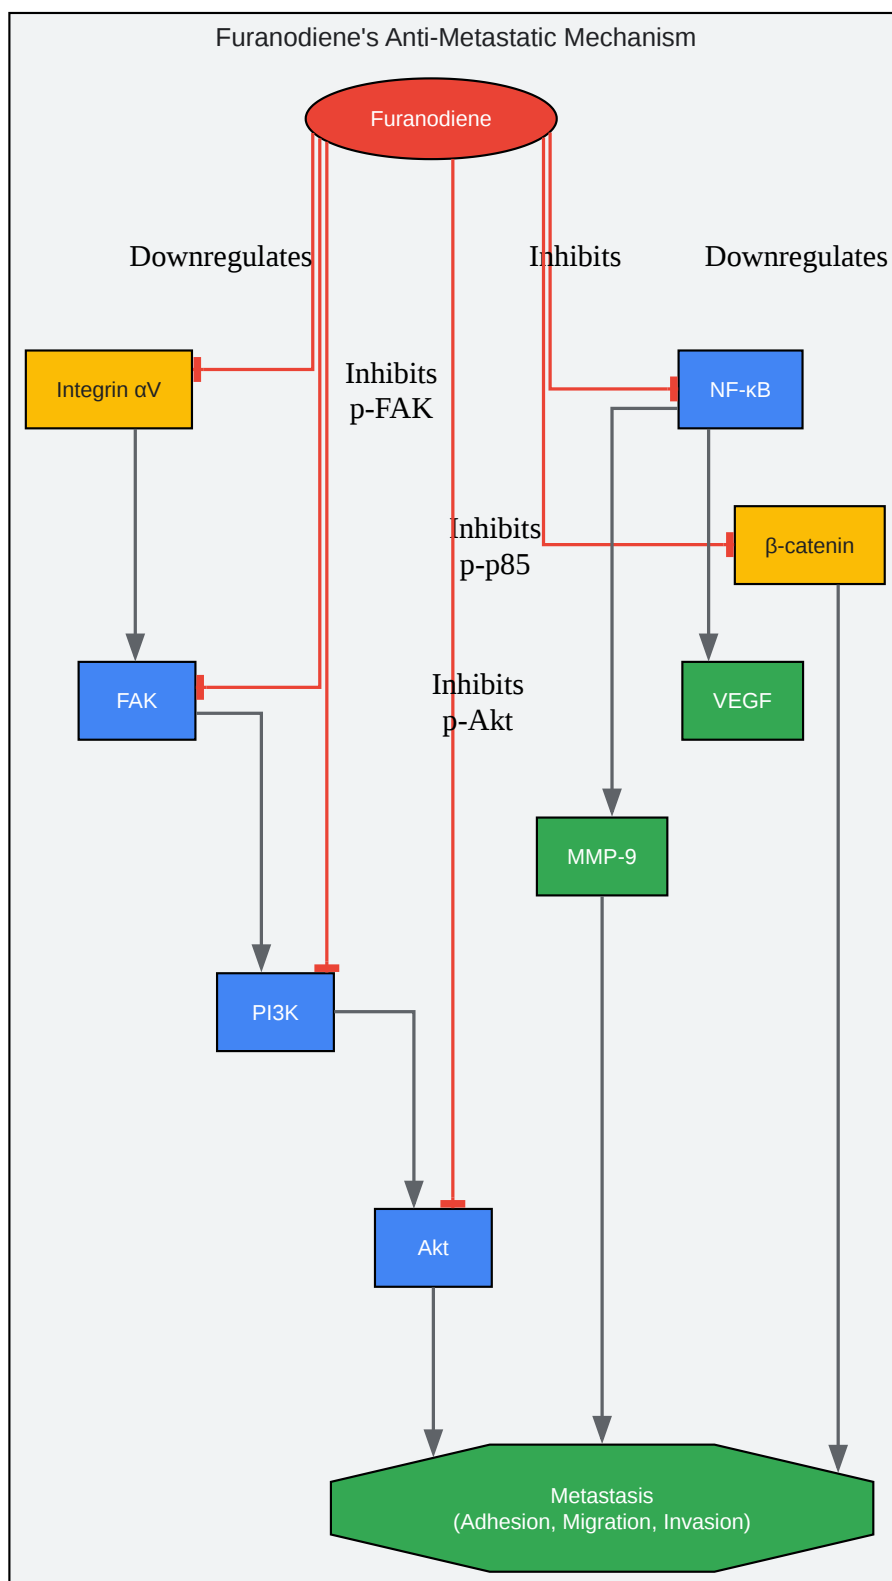 Furanodiene's Anti-Metastatic Mechanism
Furanodiene
Downregulates
Inhibits
Downregulates
Integrin αV
Inhibits
p-FAK
NF-κB
Inhibits
p-p85
β-catenin
FAK
Inhibits
p-Akt
VEGF
MMP-9
PI3K
Akt
Metastasis
(Adhesion, Migration, Invasion)